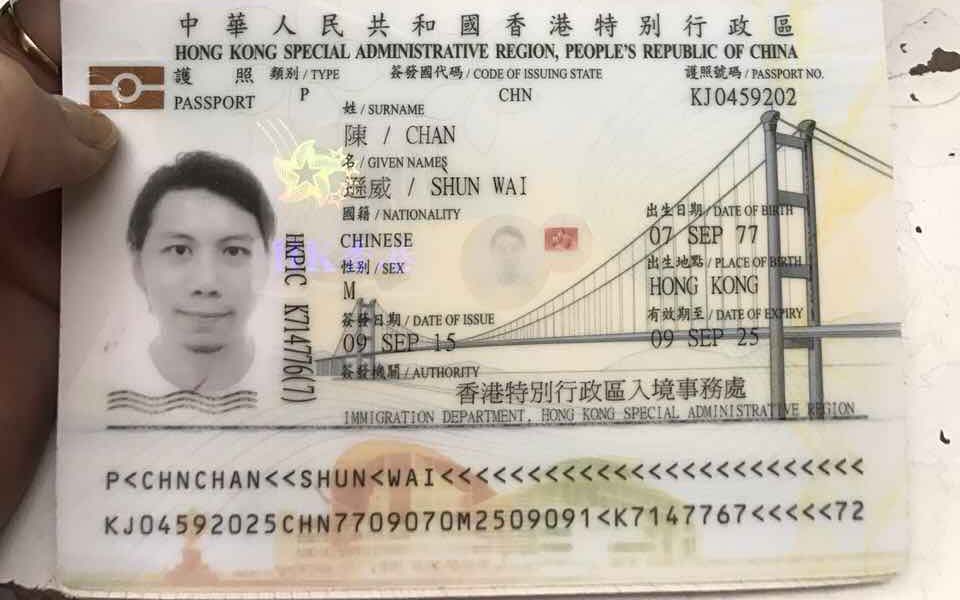 中華人民共和國香港特別行政區
HONG KONG SPECIAL ADMINISTRATIVE REGION, PEOPLE'S REPUBLIC OF CHINA
護照 類別 / TYPE 簽發國代碼 / CODE OF ISSUING STATE 護照號碼 / PASSPORT NO.
PASSPORT P CHN KJ0459202
姓 / SURNAME
陳 / CHAN
名 / GIVEN NAMES
遜威 / SHUN WAI
國籍 / NATIONALITY 出生日期 / DATE OF BIRTH
CHINESE 07 SEP 77
性別 / SEX 出生地點 / PLACE OF BIRTH
M HONG KONG
簽發日期 / DATE OF ISSUE 有效期至 / DATE OF EXPIRY
09 SEP 15 09 SEP 25
簽發機關 / AUTHORITY
香港特別行政區入境事務處
IMMIGRATION DEPARTMENT, HONG KONG SPECIAL ADMINISTRATIVE REGION
HKPIC K714776(7)
P<CHNCHAN<<SHUN<WAI<<<<<<<<<<<<<<<<<<<<<<<<<
KJ04592025CHN7709070M2509091<K7147767<<<<<72